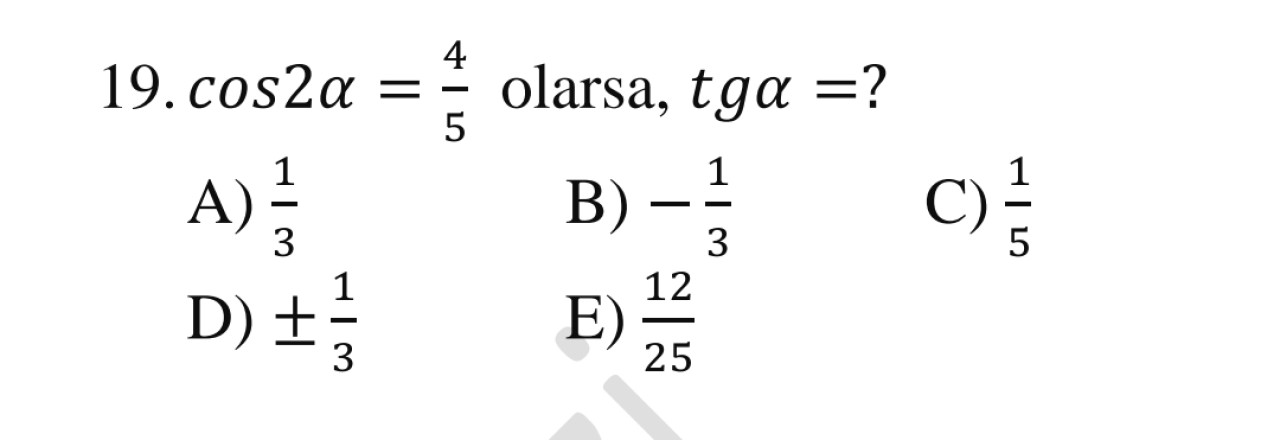 19. cos2α = 4/5 olarsa, tgα =?
A) 1/3 B) −1/3 C) 1/5
D) ±1/3 E) 12/25